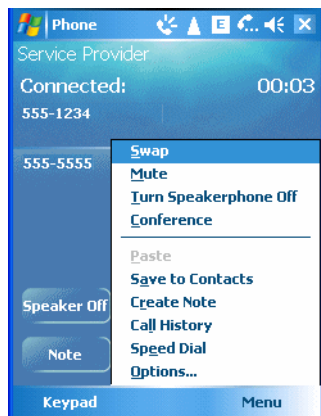 Phone
E
Service Provider
Connected: 00:03
555-1234
555-5555
Swap
Mute
Turn Speakerphone Off
Conference
Paste
Save to Contacts
Create Note
Call History
Speed Dial
Options...
Speaker Off
Note
Keypad Menu